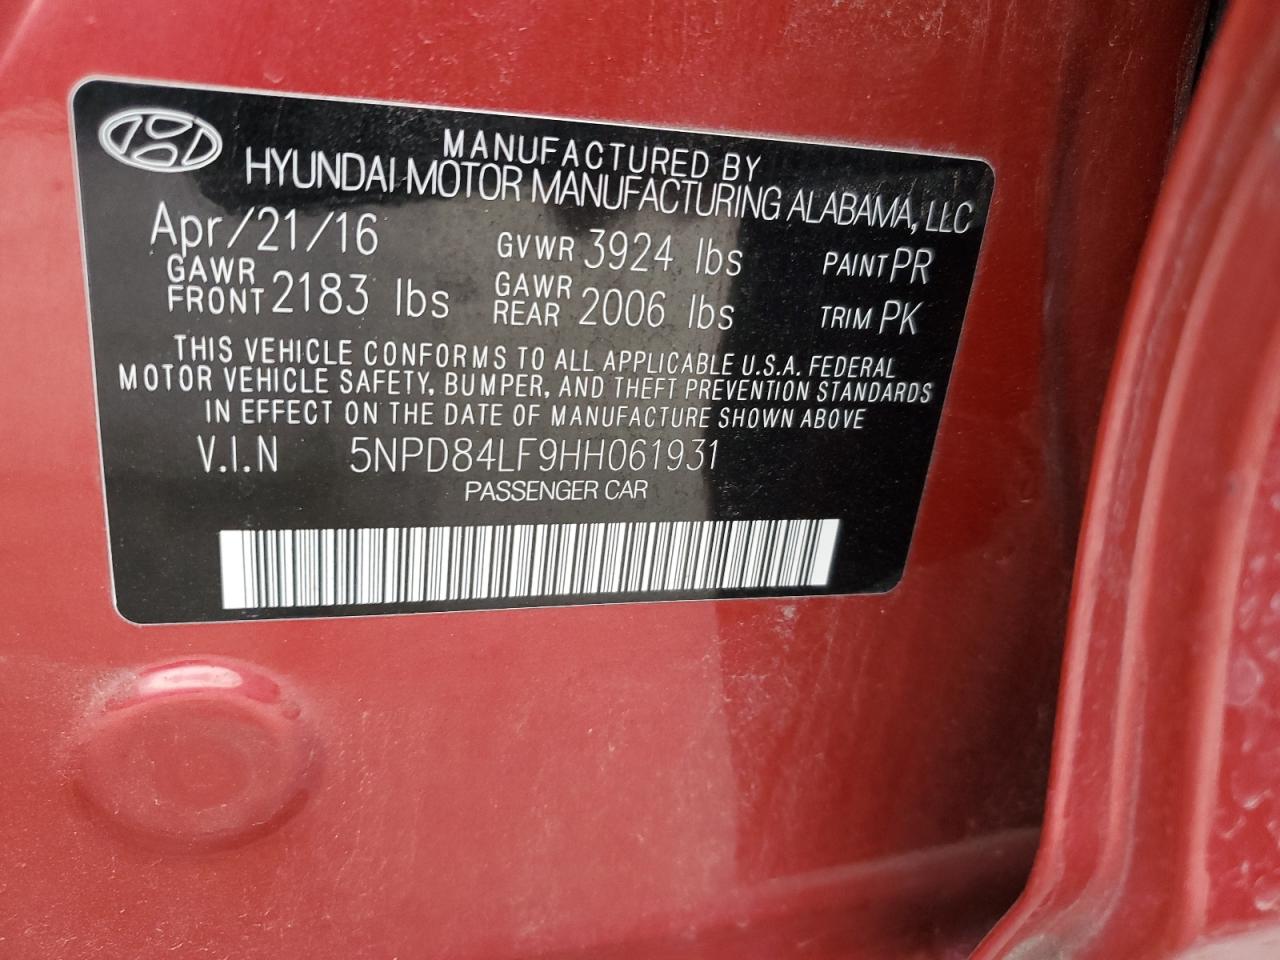 MANUFACTURED BY
HYUNDAI MOTOR MANUFACTURING ALABAMA, LLC
Apr/21/16 GVWR 3924 lbs PAINT PR
GAWR FRONT 2183 lbs GAWR REAR 2006 lbs TRIM PK
THIS VEHICLE CONFORMS TO ALL APPLICABLE U.S.A. FEDERAL
MOTOR VEHICLE SAFETY, BUMPER, AND THEFT PREVENTION STANDARDS
IN EFFECT ON THE DATE OF MANUFACTURE SHOWN ABOVE
V.I.N 5NPD84LF9HH061931
PASSENGER CAR